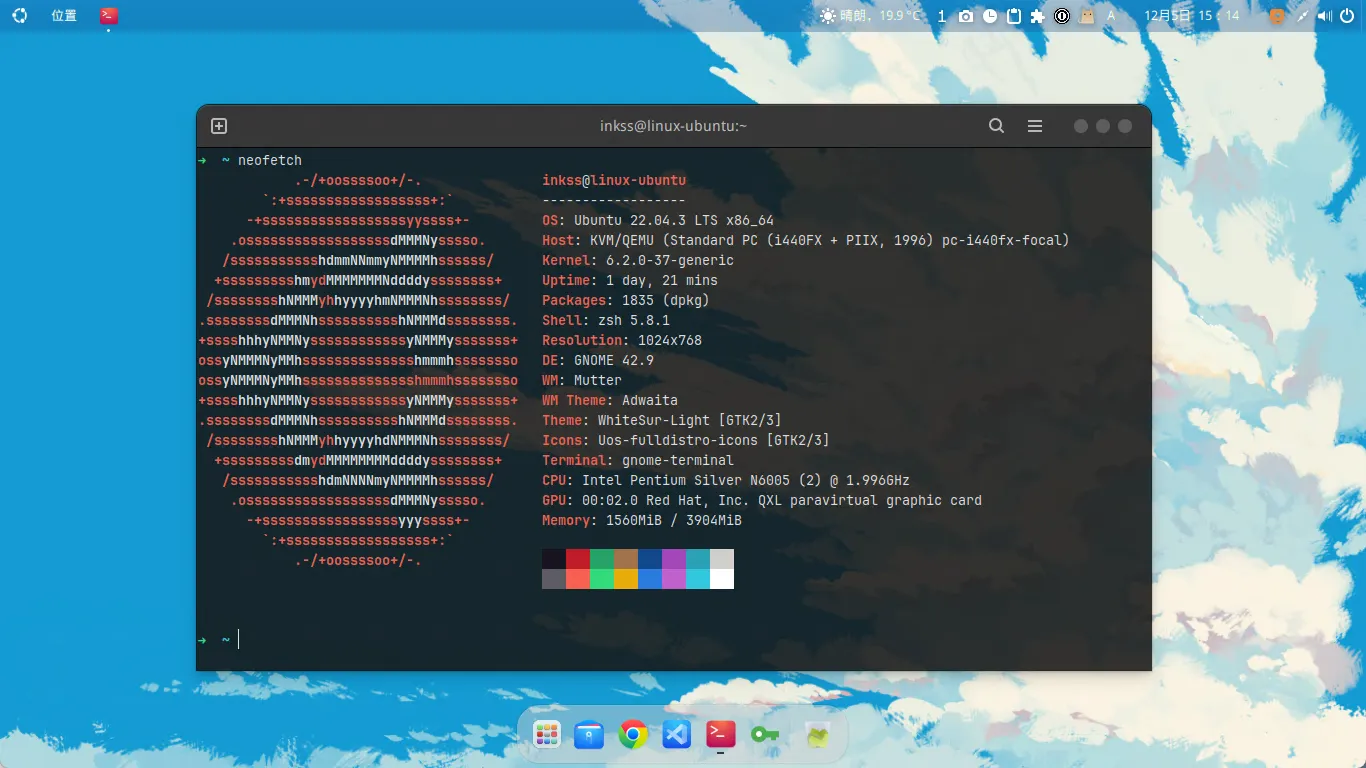 位置
晴朗, 19.9 °C
1
A
12月5日 15 : 14
inkss@linux-ubuntu:~
➜ ~ neofetch
.-/+oossssoo+/-.
`:+ssssssssssssssssss+:`
-+ssssssssssssssssssyyssss+-
.ossssssssssssssssssdMMMNysssso.
/ssssssssssshdmmNNmmyNMMMMhssssss/
+ssssssssshmydMMMMMMMNddddyssssssss+
/sssssssshNMMMyhhyyyyhmNMMMNhssssssss/
.ssssssssdMMMNhsssssssssshNMMMdssssssss.
+sssshhhyNMMNyssssssssssssyNMMMysssssss+
ossyNMMMNyMMhsssssssssssssshmmmhssssssso
ossyNMMMNyMMhsssssssssssssshmmmhssssssso
+sssshhhyNMMNyssssssssssssyNMMMysssssss+
.ssssssssdMMMNhsssssssssshNMMMdssssssss.
/sssssssshNMMMyhhyyyyhdNMMMNhssssssss/
+sssssssssdmydMMMMMMMMddddyssssssss+
/ssssssssssshdmNNNNmyNMMMMhssssss/
.ossssssssssssssssssdMMMNysssso.
-+sssssssssssssssssyyyssss+-
`:+ssssssssssssssssss+:`
.-/+oossssoo+/-.
inkss@linux-ubuntu
------------------
OS: Ubuntu 22.04.3 LTS x86_64
Host: KVM/QEMU (Standard PC (i440FX + PIIX, 1996) pc-i440fx-focal)
Kernel: 6.2.0-37-generic
Uptime: 1 day, 21 mins
Packages: 1835 (dpkg)
Shell: zsh 5.8.1
Resolution: 1024x768
DE: GNOME 42.9
WM: Mutter
WM Theme: Adwaita
Theme: WhiteSur-Light [GTK2/3]
Icons: Uos-fulldistro-icons [GTK2/3]
Terminal: gnome-terminal
CPU: Intel Pentium Silver N6005 (2) @ 1.996GHz
GPU: 00:02.0 Red Hat, Inc. QXL paravirtual graphic card
Memory: 1560MiB / 3904MiB
➜ ~